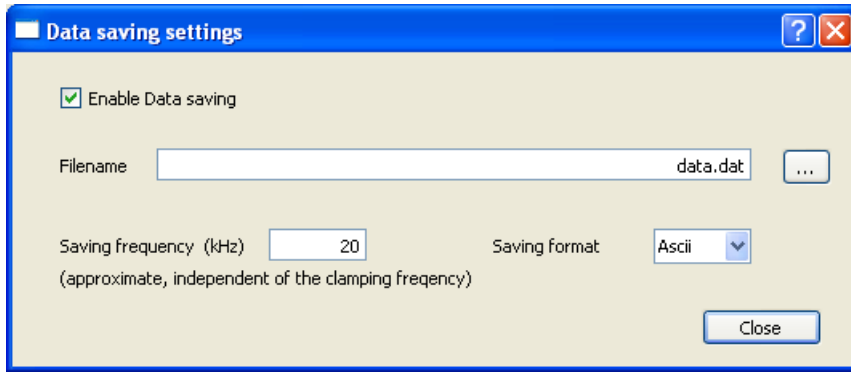 Data saving settings
Enable Data saving
Filename data.dat ...
Saving frequency (kHz) 20 Saving format Ascii
(approximate, independent of the clamping freqency)
Close